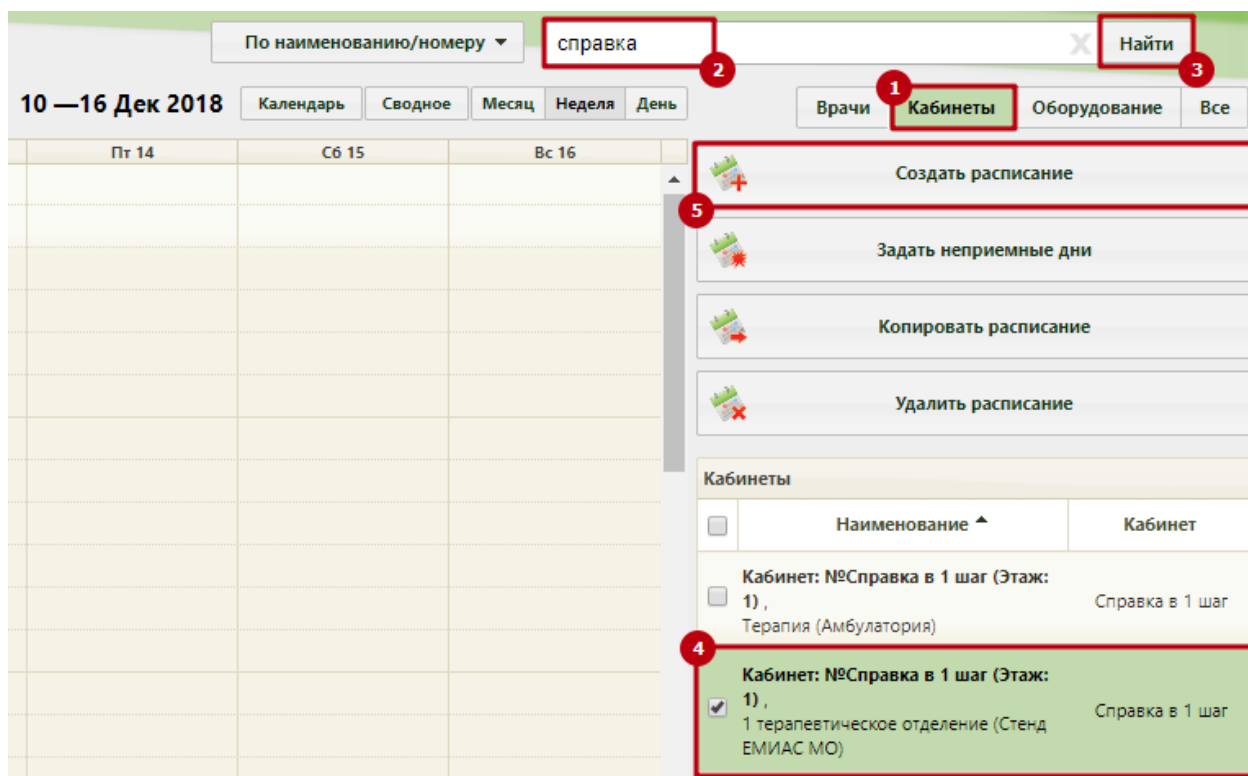 По наименованию/номеру справка X Найти
2 3
10 —16 Дек 2018 Календарь Сводное Месяц Неделя День 1 Врачи Кабинеты Оборудование Все
Пт 14 Сб 15 Вс 16
Создать расписание
5
Задать неприемные дни
Копировать расписание
Удалить расписание
Кабинеты
Наименование Кабинет
Кабинет: №Справка в 1 шаг (Этаж:
1) , Справка в 1 шаг
Терапия (Амбулатория)
4
Кабинет: №Справка в 1 шаг (Этаж:
1) , Справка в 1 шаг
1 терапевтическое отделение (Стенд
ЕМИАС МО)